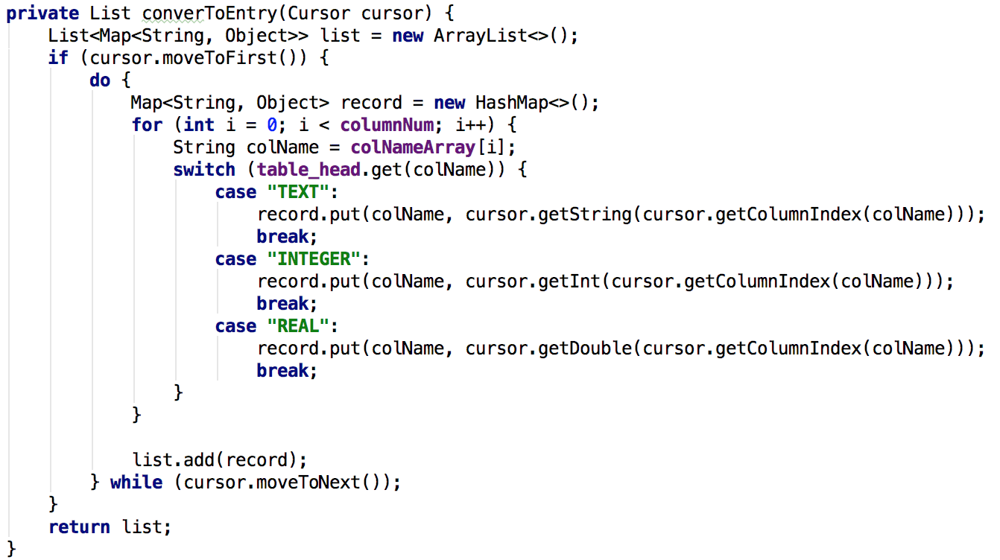 private List converToEntry(Cursor cursor) {
    List<Map<String, Object>> list = new ArrayList<>();
    if (cursor.moveToFirst()) {
        do {
            Map<String, Object> record = new HashMap<>();
            for (int i = 0; i < columnNum; i++) {
                String colName = colNameArray[i];
                switch (table_head.get(colName)) {
                    case "TEXT":
                        record.put(colName, cursor.getString(cursor.getColumnIndex(colName)));
                        break;
                    case "INTEGER":
                        record.put(colName, cursor.getInt(cursor.getColumnIndex(colName)));
                        break;
                    case "REAL":
                        record.put(colName, cursor.getDouble(cursor.getColumnIndex(colName)));
                        break;
                }
            }

            list.add(record);
        } while (cursor.moveToNext());
    }
    return list;
}